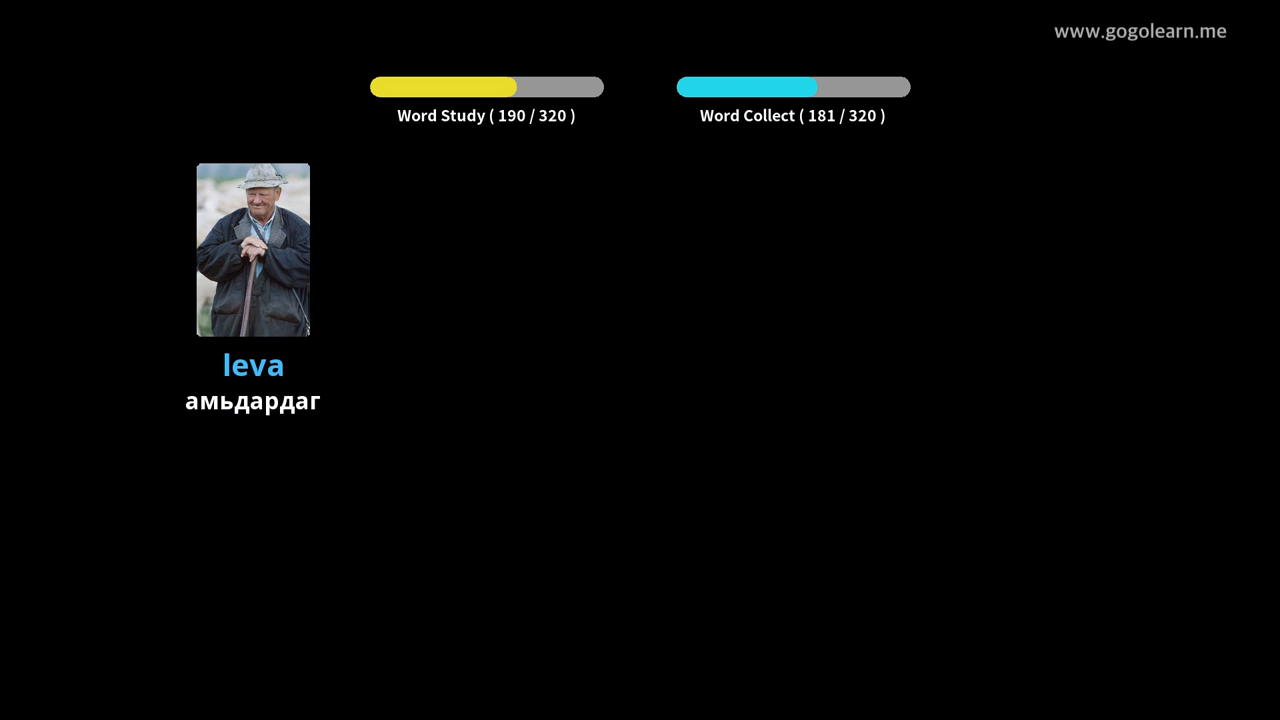 www.gogolearn.me
Word Study ( 190 / 320 )
Word Collect ( 181 / 320 )
leva
амьдардаг